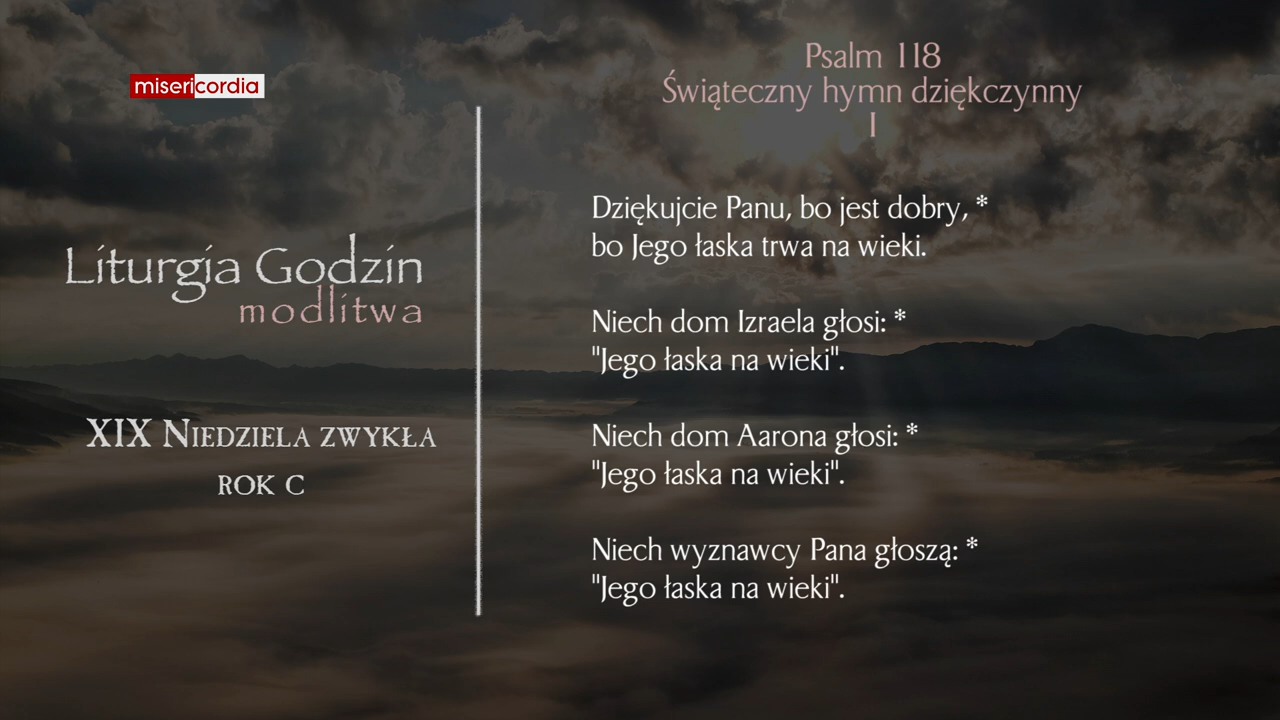 misericordia
Liturgia Godzin
modlitwa
XIX Niedziela zwykła
rok C
Psalm 118
Świąteczny hymn dziękczynny
I
Dziękujcie Panu, bo jest dobry, *
bo Jego łaska trwa na wieki.
Niech dom Izraela głosi: *
"Jego łaska na wieki".
Niech dom Aarona głosi: *
"Jego łaska na wieki".
Niech wyznawcy Pana głoszą: *
"Jego łaska na wieki".